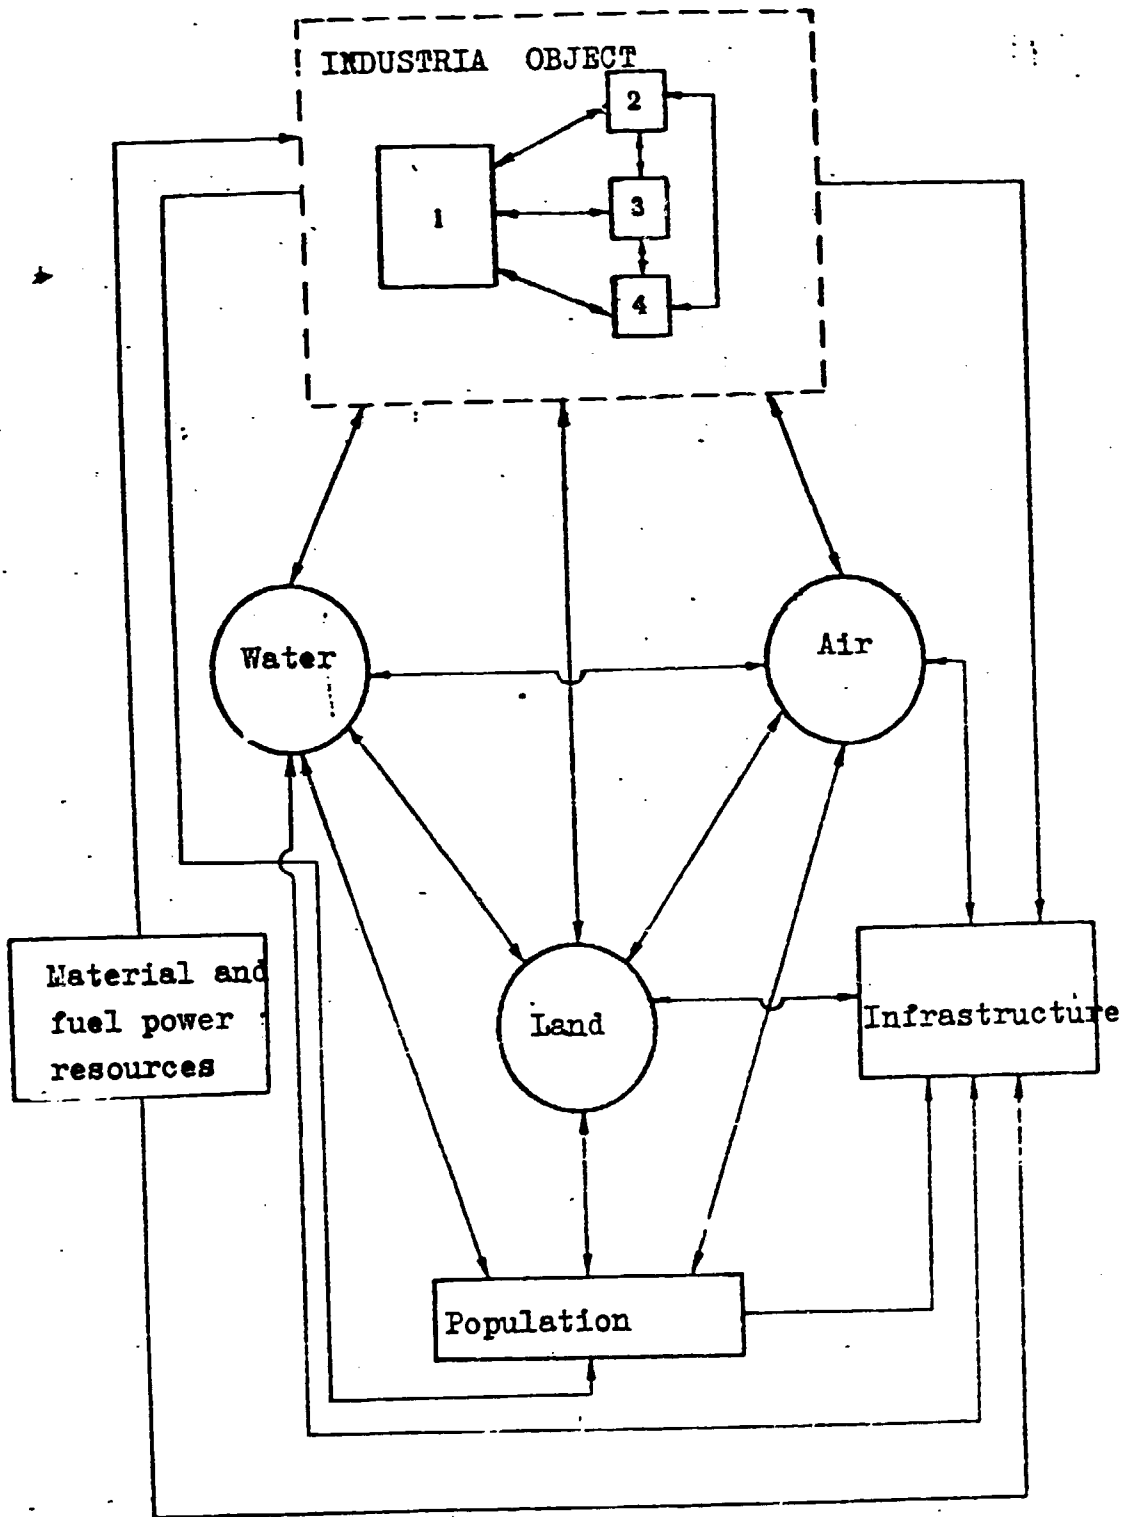 INDUSTRIA OBJECT
2
1
3
4
Water
Air
Material and
fuel power
resources
Land
Infrastructure
Population